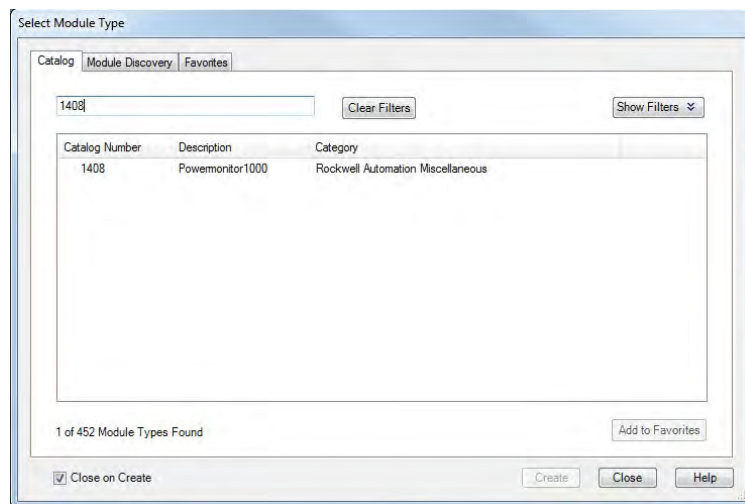 Select Module Type
Catalog Module Discovery Favorites
1408 Clear Filters Show Filters
Catalog Number Description Category
1408 Powermonitor1000 Rockwell Automation Miscellaneous
1 of 452 Module Types Found Add to Favorites
Close on Create Create Close Help